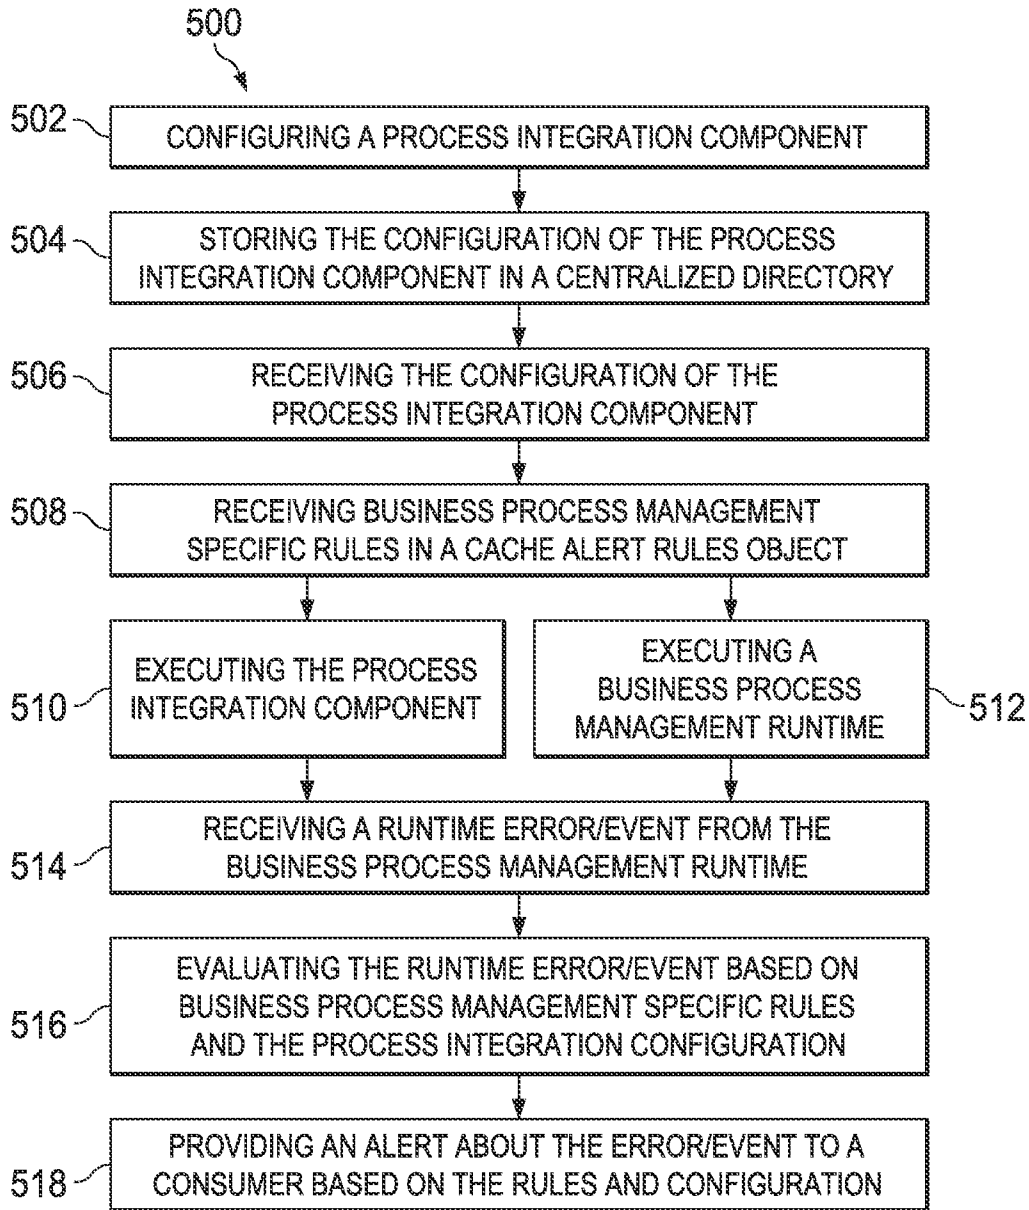 500
502
CONFIGURING A PROCESS INTEGRATION COMPONENT
504
STORING THE CONFIGURATION OF THE PROCESS
INTEGRATION COMPONENT IN A CENTRALIZED DIRECTORY
506
RECEIVING THE CONFIGURATION OF THE
PROCESS INTEGRATION COMPONENT
508
RECEIVING BUSINESS PROCESS MANAGEMENT
SPECIFIC RULES IN A CACHE ALERT RULES OBJECT
510
EXECUTING THE PROCESS
INTEGRATION COMPONENT
EXECUTING A
BUSINESS PROCESS
MANAGEMENT RUNTIME
512
514
RECEIVING A RUNTIME ERROR/EVENT FROM THE
BUSINESS PROCESS MANAGEMENT RUNTIME
516
EVALUATING THE RUNTIME ERROR/EVENT BASED ON
BUSINESS PROCESS MANAGEMENT SPECIFIC RULES
AND THE PROCESS INTEGRATION CONFIGURATION
518
PROVIDING AN ALERT ABOUT THE ERROR/EVENT TO A
CONSUMER BASED ON THE RULES AND CONFIGURATION